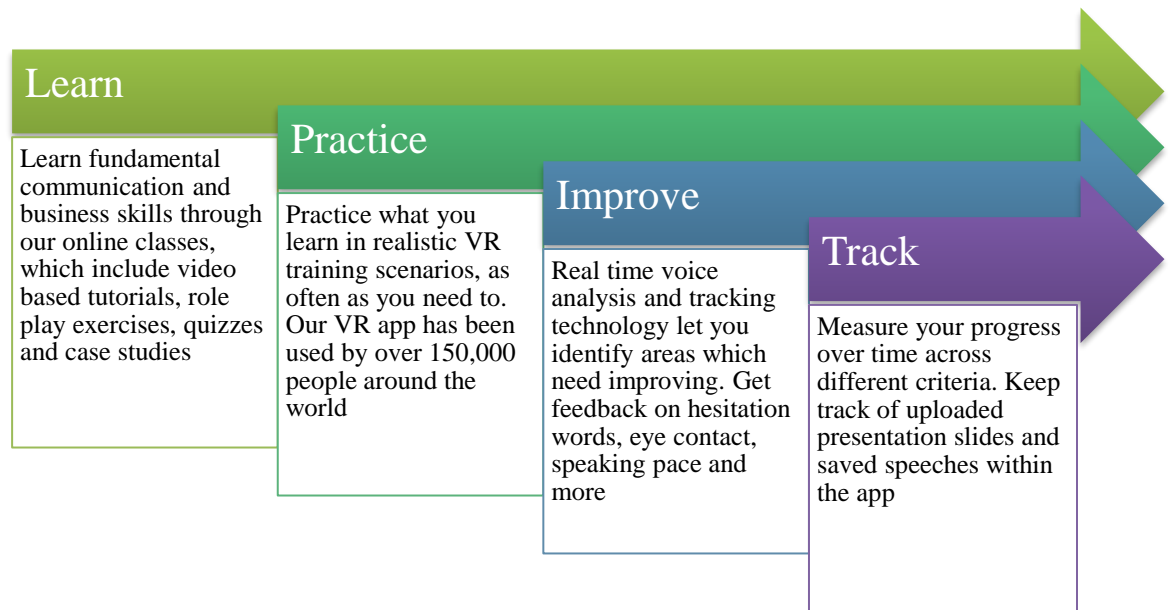 Learn
Learn fundamental
communication and
business skills through
our online classes,
which include video
based tutorials, role
play exercises, quizzes
and case studies
Practice
Practice what you
learn in realistic VR
training scenarios, as
often as you need to.
Our VR app has been
used by over 150,000
people around the
world
Improve
Real time voice
analysis and tracking
technology let you
identify areas which
need improving. Get
feedback on hesitation
words, eye contact,
speaking pace and
more
Track
Measure your progress
over time across
different criteria. Keep
track of uploaded
presentation slides and
saved speeches within
the app